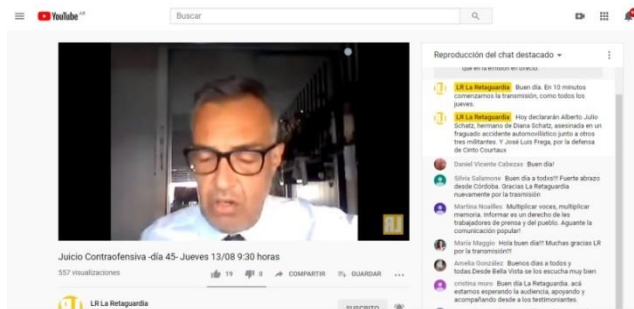 YouTube AR
Buscar
Reproducción del chat destacado
que en la emisión en directo.
LR La Retaguardia Buen día. En 10 minutos
comenzamos la transmisión, como todos los
jueves.
LR La Retaguardia Hoy declararán Alberto Julio
Schatz, hermano de Diana Schatz, asesinada en un
fraguado accidente automovilístico junto a otros
tres militantes. Y José Luis Frega, por la defensa
de Cinto Courtaux
Daniel Vicente Cabezas Buen día!
Silvia Salamone Buen día a todxs!!! Fuerte abrazo
desde Córdoba. Gracias La Retaguardia
nuevamente por la trasmisión
Martina Noailles Multiplicar voces, multiplicar
memoria. Informar es un derecho de les
trabajadores de prensa y del pueblo. Aguante la
comunicación popular!
María Maggio Hola buen día!!! Muchas gracias LR
por la transmisión!!!
Amelia González Buenos dias a todos y
todas.Desde Bella Vista se los escucha muy bien
cristina muro Buen día La Retaguardia. acá
estamos esperando la audiencia, apoyando y
acompañando desde a los testimoniantes.
LR
Juicio Contraofensiva -día 45- Jueves 13/08 9:30 horas
557 visualizaciones
19
0
COMPARTIR
GUARDAR
LR La Retaguardia
SUSCRITO